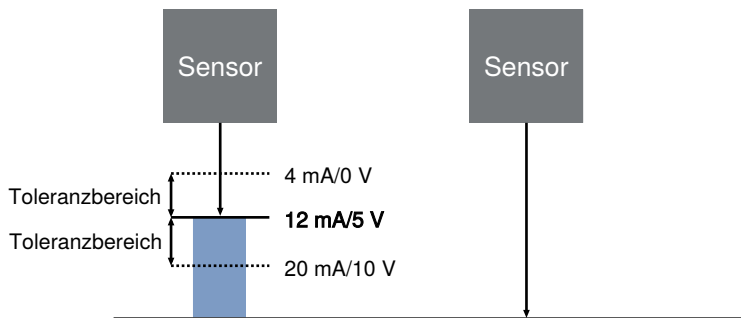 Sensor
Sensor
4 mA/0 V
Toleranzbereich
12 mA/5 V
Toleranzbereich
20 mA/10 V